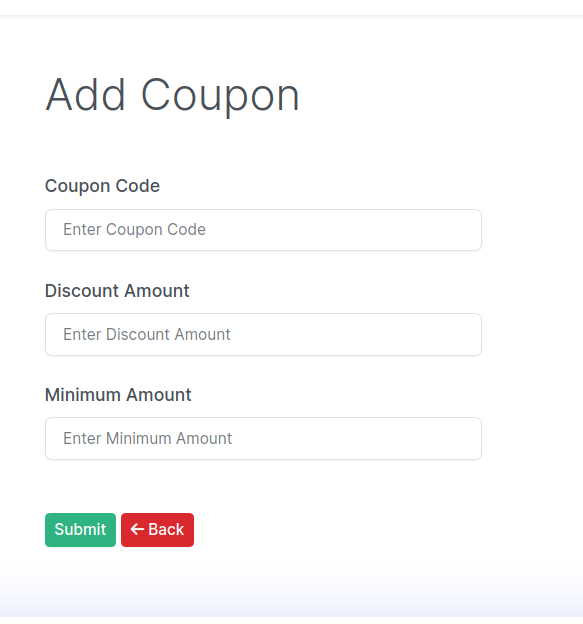 Add Coupon
Coupon Code
Enter Coupon Code
Discount Amount
Enter Discount Amount
Minimum Amount
Enter Minimum Amount
Submit ← Back